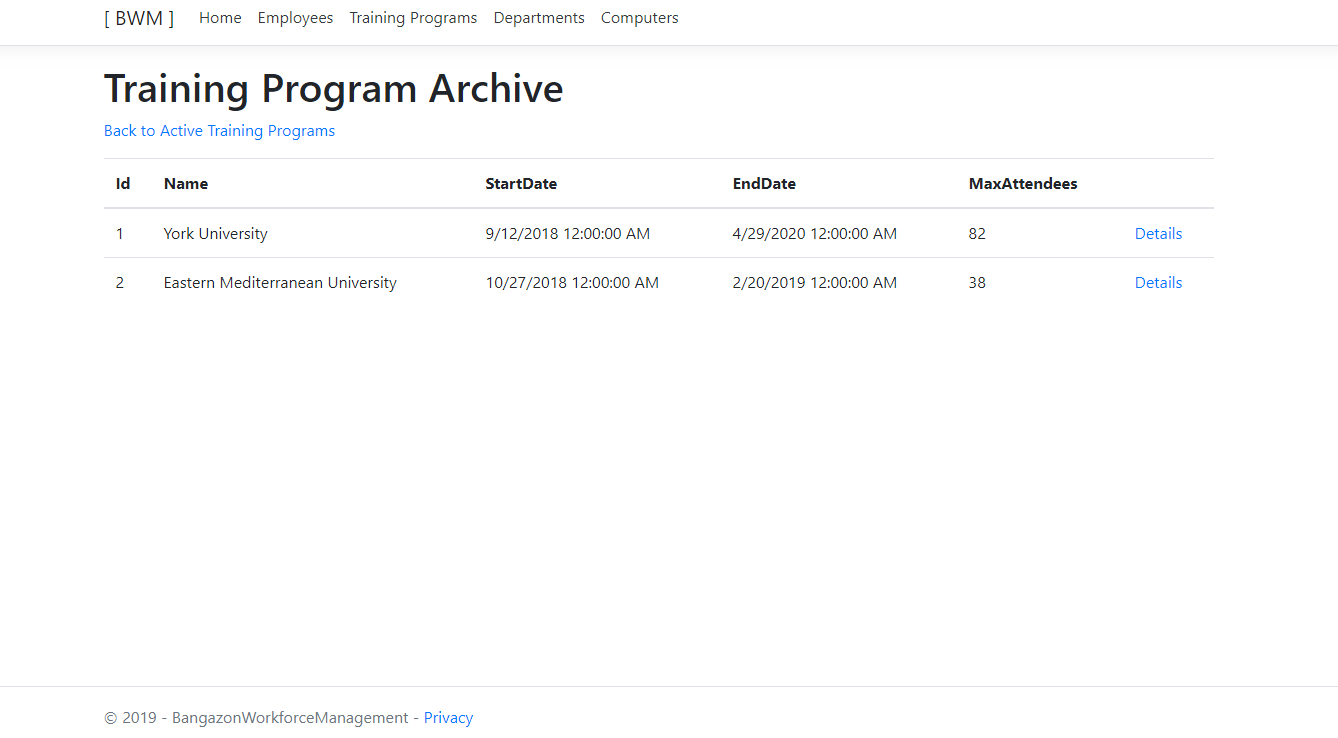 [ BWM ] Home Employees Training Programs Departments Computers
Training Program Archive
Back to Active Training Programs
Id Name StartDate EndDate MaxAttendees
1 York University 9/12/2018 12:00:00 AM 4/29/2020 12:00:00 AM 82 Details
2 Eastern Mediterranean University 10/27/2018 12:00:00 AM 2/20/2019 12:00:00 AM 38 Details
© 2019 - BangazonWorkforceManagement - Privacy